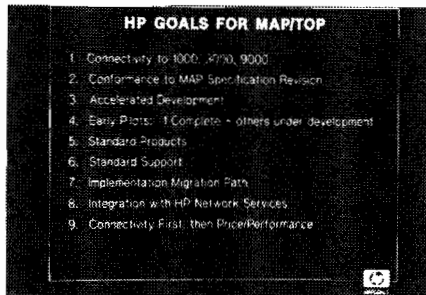 HP GOALS FOR MAP/TOP
1. Connectivity to 1000, 3000, 9000
2. Conformance to MAP Specification Revision
3. Accelerated Development
4. Early Pilots: 1 Complete - others under development
5. Standard Products
6. Standard Support
7. Implementation Migration Path
8. Integration with HP Network Services
9. Connectivity First, then Price/Performance
hp